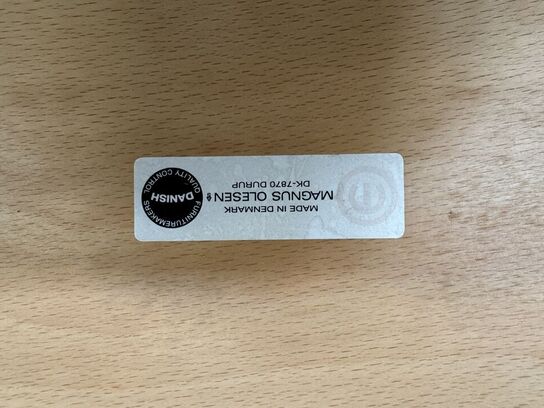 MADE IN DENMARK
MAGNUS OLESEN A/S
DK-7870 DURUP
FURNITUREMAKERS
DANISH
QUALITY CONTROL